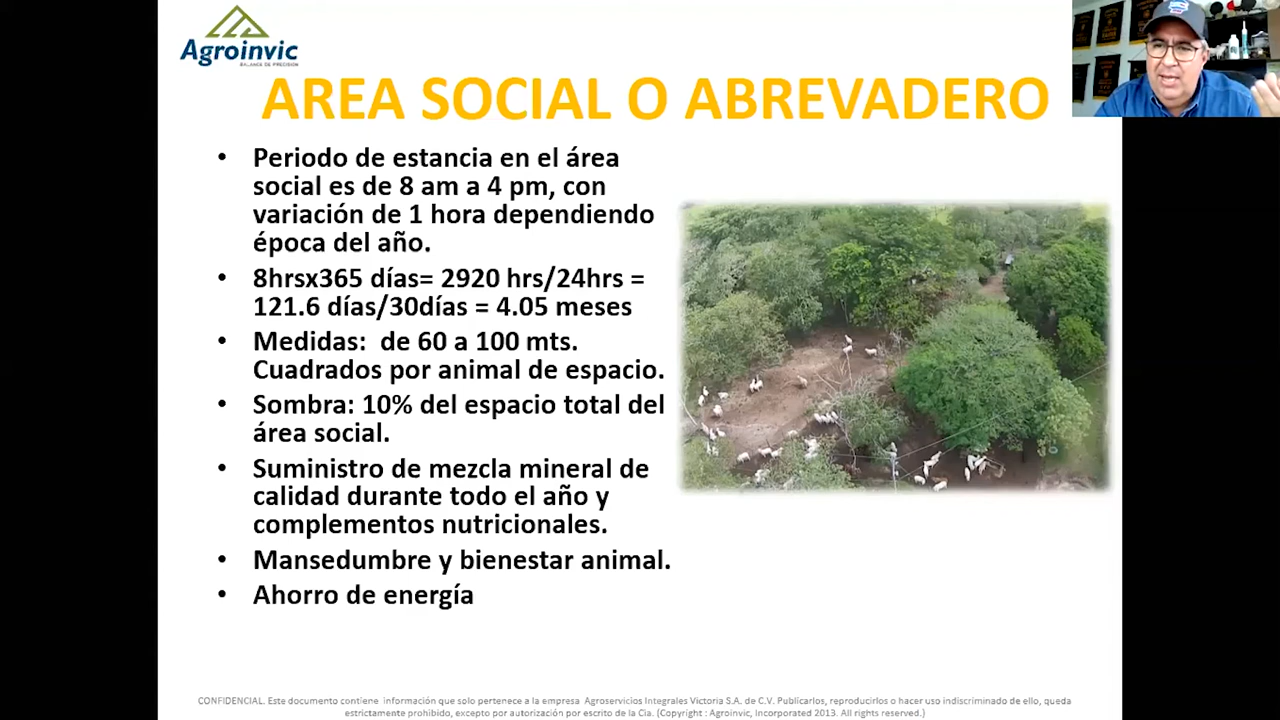 Agroinvic
BALANCE DE PRECISIÓN
AREA SOCIAL O ABREVADERO
• Periodo de estancia en el área
social es de 8 am a 4 pm, con
variación de 1 hora dependiendo
época del año.
• 8hrsx365 días= 2920 hrs/24hrs =
121.6 días/30días = 4.05 meses
• Medidas: de 60 a 100 mts.
Cuadrados por animal de espacio.
• Sombra: 10% del espacio total del
área social.
• Suministro de mezcla mineral de
calidad durante todo el año y
complementos nutricionales.
• Mansedumbre y bienestar animal.
• Ahorro de energía
CONFIDENCIAL. Este documento contiene información que solo pertenece a la empresa Agroservicios Integrales Victoria S.A. de C.V. Publicarlos, reproducirlos o hacer uso indiscriminado de ello, queda
estrictamente prohibido, excepto por autorización por escrito de la Cia. (Copyright : Agroinvic, Incorporated 2013. All rights reserved.)